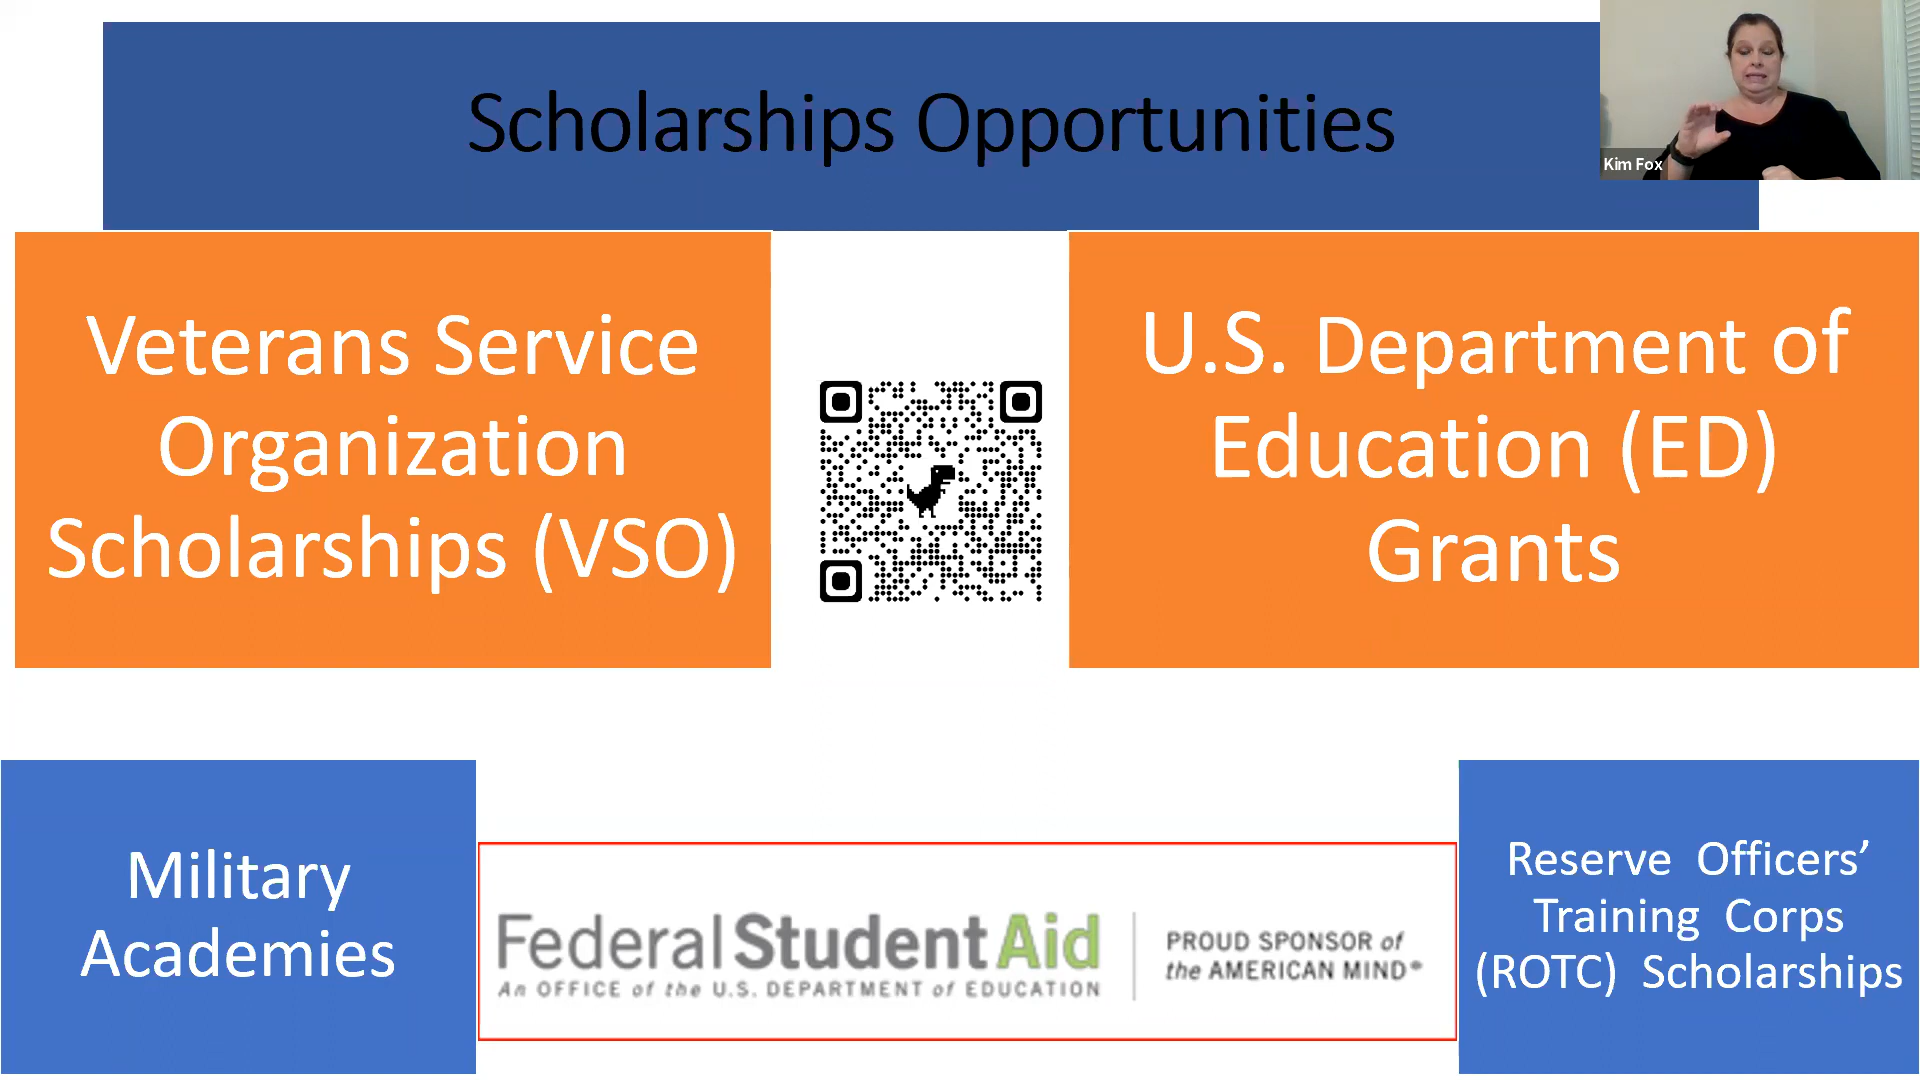 Scholarships Opportunities
Kim Fox
Veterans Service
Organization
Scholarships (VSO)
U.S. Department of
Education (ED)
Grants
Military
Academies
Federal Student Aid
An OFFICE of the U.S. DEPARTMENT of EDUCATION
PROUD SPONSOR of
the AMERICAN MIND®
Reserve Officers’
Training Corps
(ROTC) Scholarships